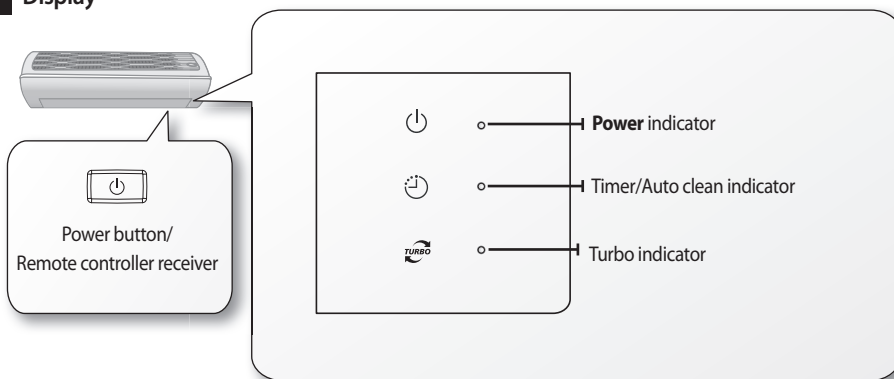 Display
Power indicator
Timer/Auto clean indicator
TURBO
Turbo indicator
Power button/
Remote controller receiver